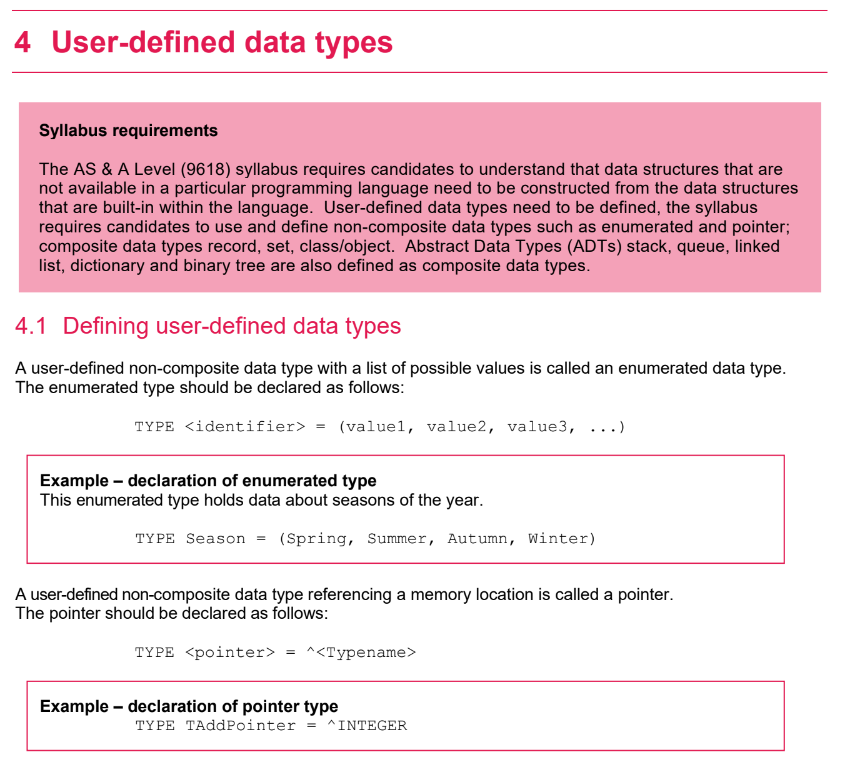 4 User-defined data types
Syllabus requirements
The AS & A Level (9618) syllabus requires candidates to understand that data structures that are
not available in a particular programming language need to be constructed from the data structures
that are built-in within the language. User-defined data types need to be defined, the syllabus
requires candidates to use and define non-composite data types such as enumerated and pointer;
composite data types record, set, class/object. Abstract Data Types (ADTs) stack, queue, linked
list, dictionary and binary tree are also defined as composite data types.
4.1 Defining user-defined data types
A user-defined non-composite data type with a list of possible values is called an enumerated data type.
The enumerated type should be declared as follows:
TYPE <identifier> = (value1, value2, value3, ...)
Example – declaration of enumerated type
This enumerated type holds data about seasons of the year.
TYPE Season = (Spring, Summer, Autumn, Winter)
A user-defined non-composite data type referencing a memory location is called a pointer.
The pointer should be declared as follows:
TYPE <pointer> = ^<Typename>
Example – declaration of pointer type
TYPE TAddPointer = ^INTEGER